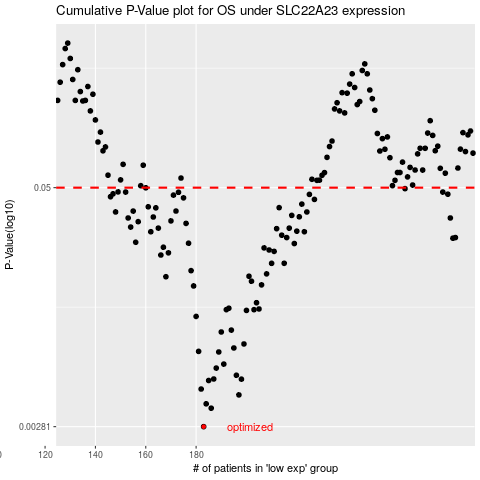 Cumulative P-Value plot for OS under SLC22A23 expression
P-Value(log10)
0.05
0.00281
optimized
0 120 140 160 180
# of patients in 'low exp' group